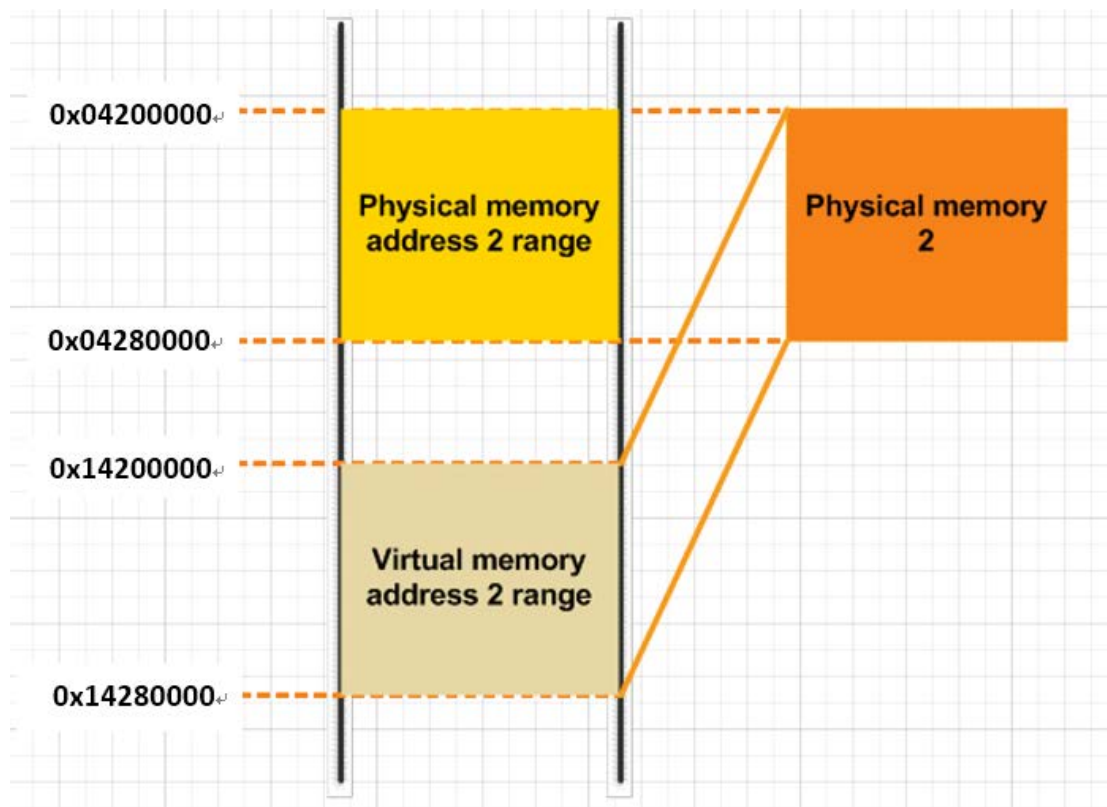 0x04200000↵
Physical memory
address 2 range
Physical memory
2
0x04280000↵
0x14200000↵
Virtual memory
address 2 range
0x14280000↵